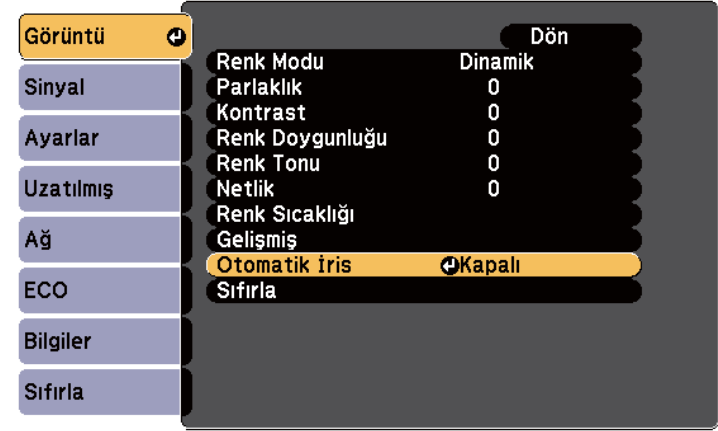 Görüntü
Sinyal
Ayarlar
Uzatılmış
Ağ
ECO
Bilgiler
Sıfırla
Dön
Renk Modu Dinamik
Parlaklık 0
Kontrast 0
Renk Doygunluğu 0
Renk Tonu 0
Netlik 0
Renk Sıcaklığı
Gelişmiş
Otomatik İris Kapalı
Sıfırla